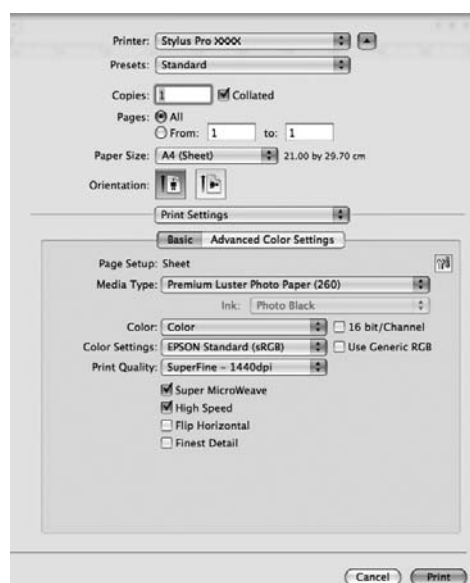 Printer: Stylus Pro XXXX
Presets: Standard
Copies: 1 Collated
Pages: All
From: 1 to: 1
Paper Size: A4 (Sheet) 21.00 by 29.70 cm
Orientation:
Print Settings
Basic Advanced Color Settings
Page Setup: Sheet
Media Type: Premium Luster Photo Paper (260)
Ink: Photo Black
Color: Color 16 bit/Channel
Color Settings: EPSON Standard (sRGB) Use Generic RGB
Print Quality: SuperFine - 1440dpi
Super MicroWeave
High Speed
Flip Horizontal
Finest Detail
Cancel Print